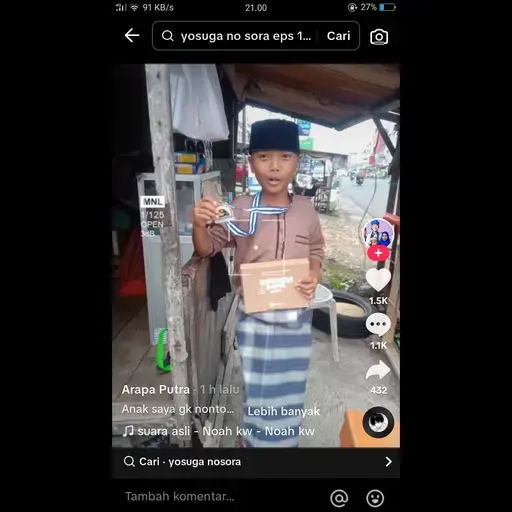 91 KB/s
21.00
27%
yosuga no sora eps 1...
Cari
MNL
1/125
OPEN
3dB
1.5K
1.1K
432
Arapa Putra · 1 h lalu
Anak saya gk nonto... Lebih banyak
suara asli - Noah kw - Noah kw
Cari · yosuga nosora
Tambah komentar...